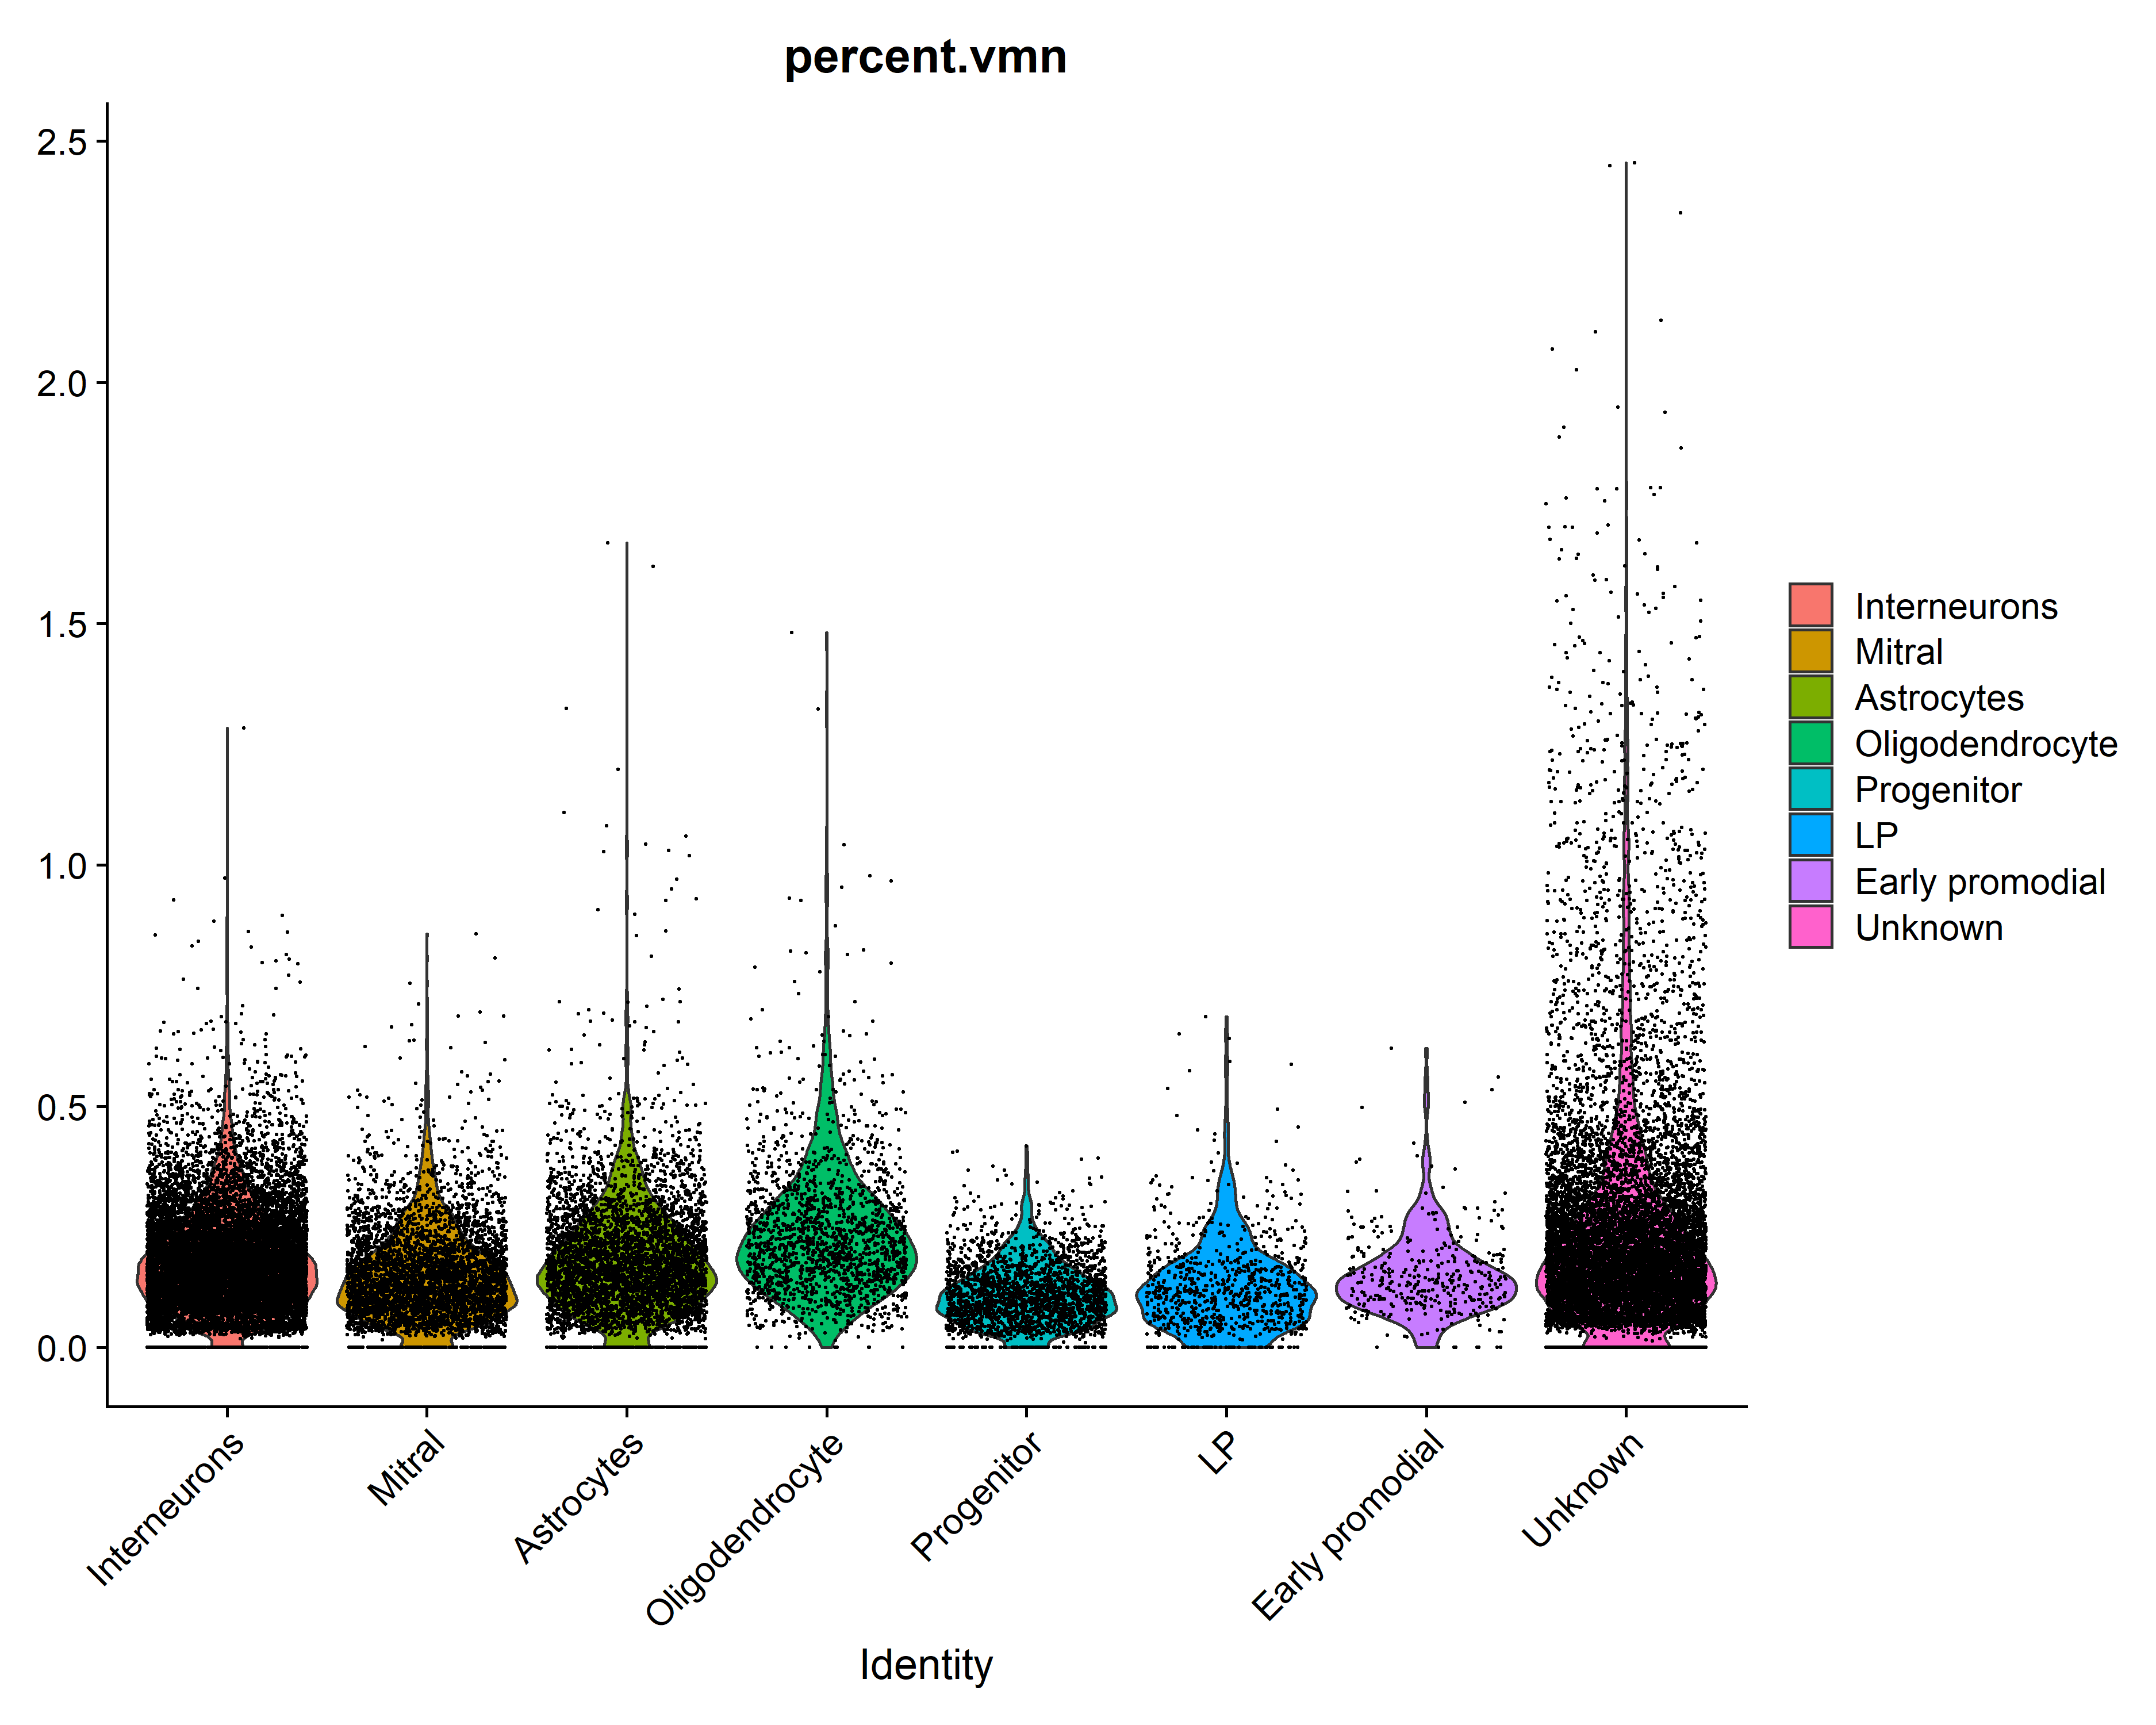 percent.vmn
2.5
2.0
1.5
1.0
0.5
0.0
Interneurons
Mitral
Astrocytes
Oligodendrocyte
Progenitor
LP
Early promodial
Unknown
Identity
Interneurons
Mitral
Astrocytes
Oligodendrocyte
Progenitor
LP
Early promodial
Unknown